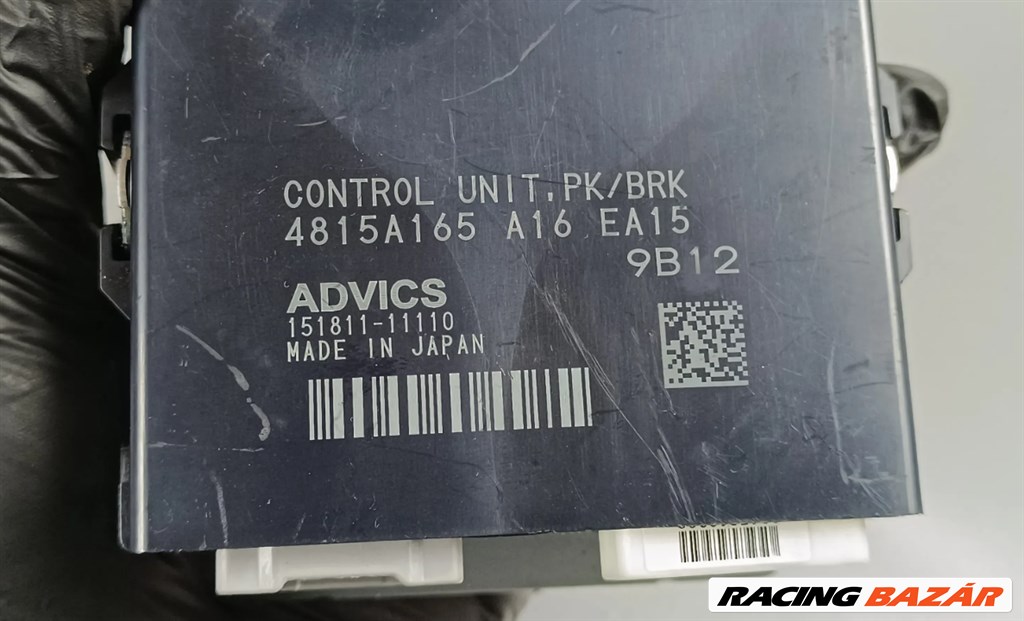 CONTROL UNIT,PK/BRK
4815A165 A16 EA15
9B12
ADVICS
151811-11110
MADE IN JAPAN
RACING BAZÁR